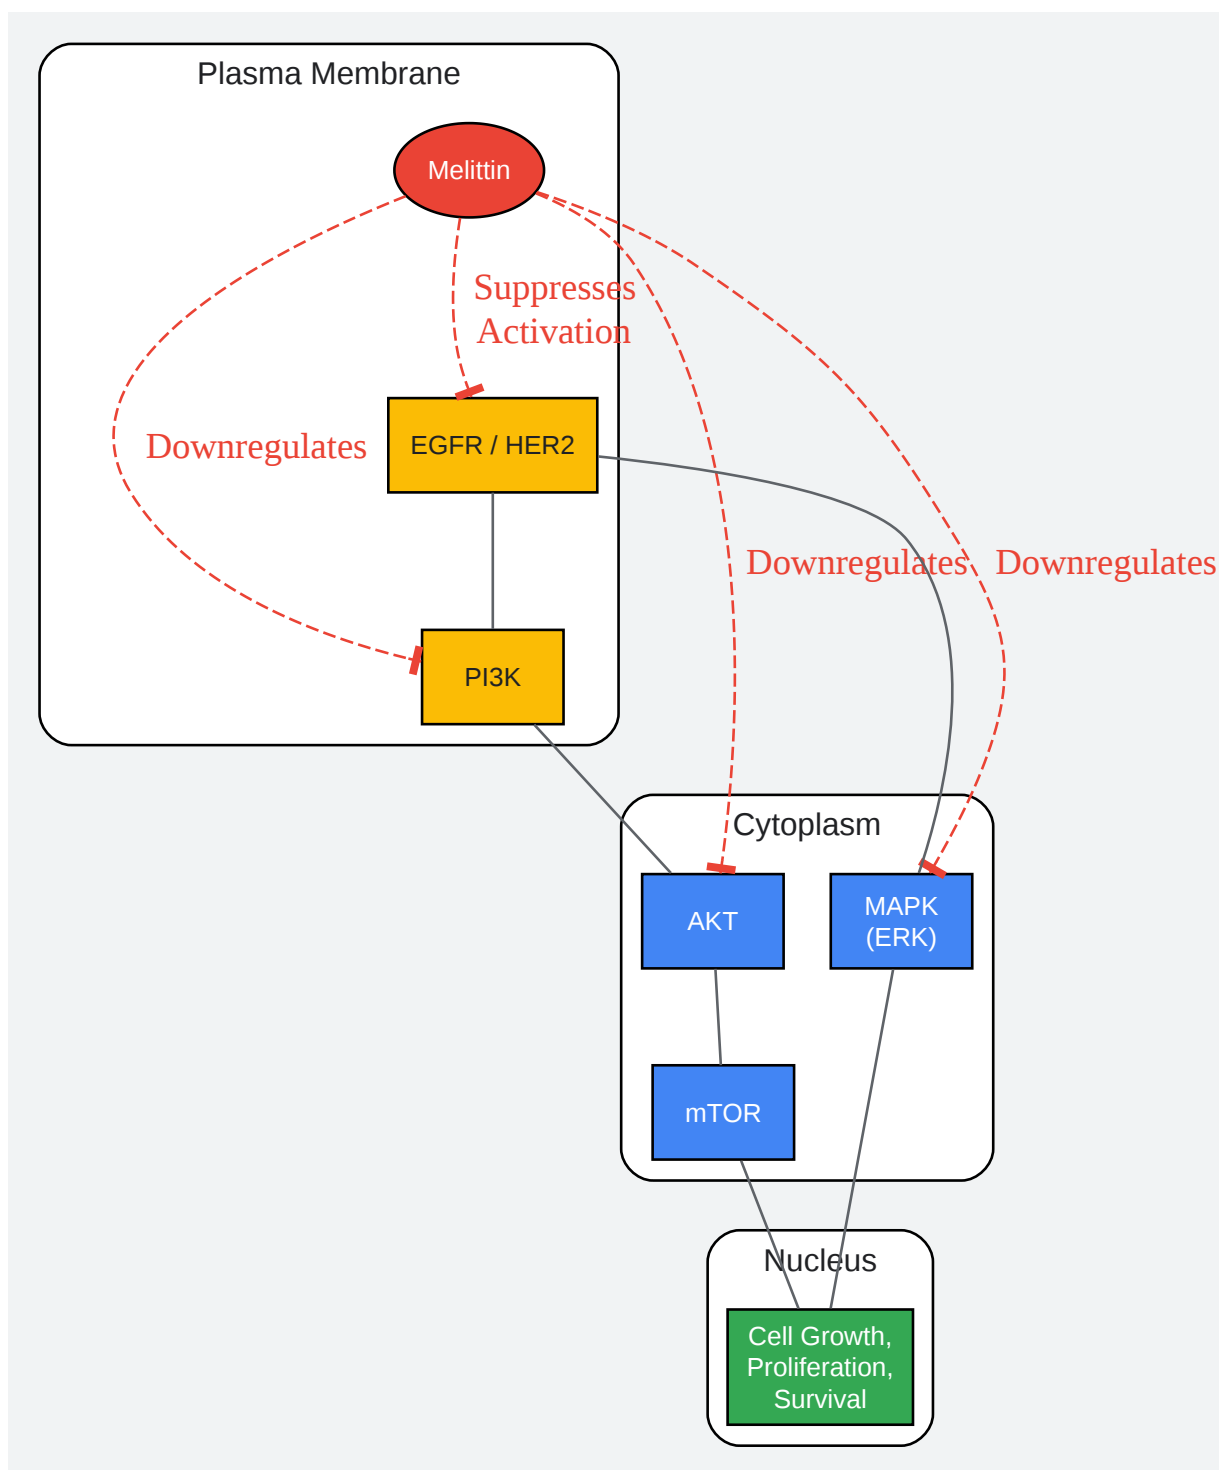 Plasma Membrane
Melittin
Suppresses
Activation
Downregulates
EGFR / HER2
Downregulates
Downregulates
PI3K
Cytoplasm
AKT
MAPK
(ERK)
mTOR
Nucleus
Cell Growth,
Proliferation,
Survival